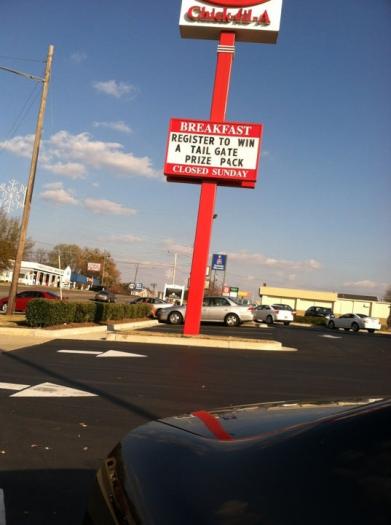 Chick-fil-A
BREAKFAST
REGISTER TO WIN
A TAIL GATE
PRIZE PACK
CLOSED SUNDAY